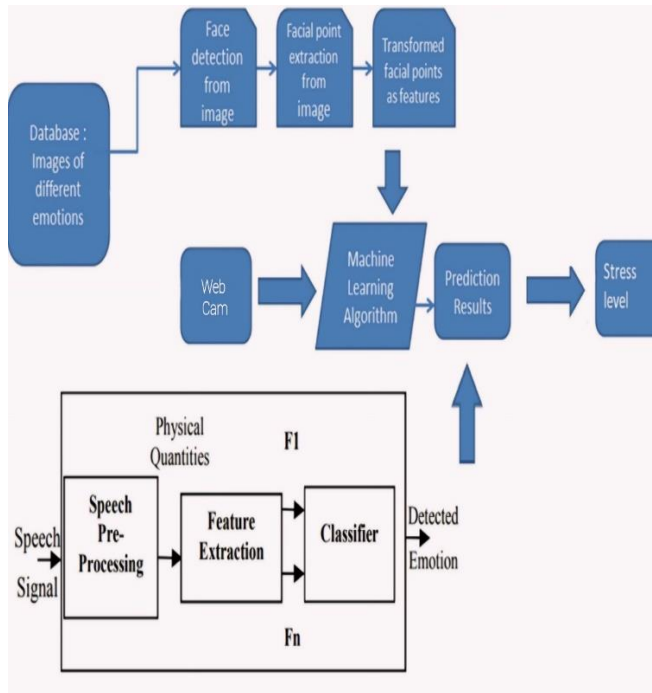 Face
detection
from
image
Facial point
extraction
from
image
Transformed
facial points
as features
Database :
Images of
different
emotions
Web
Cam
Machine
Learning
Algorithm
Prediction
Results
Stress
level
Physical
Quantities
F1
Speech
Signal
Speech
Pre-
Processing
Feature
Extraction
Classifier
Detected
Emotion
Fn